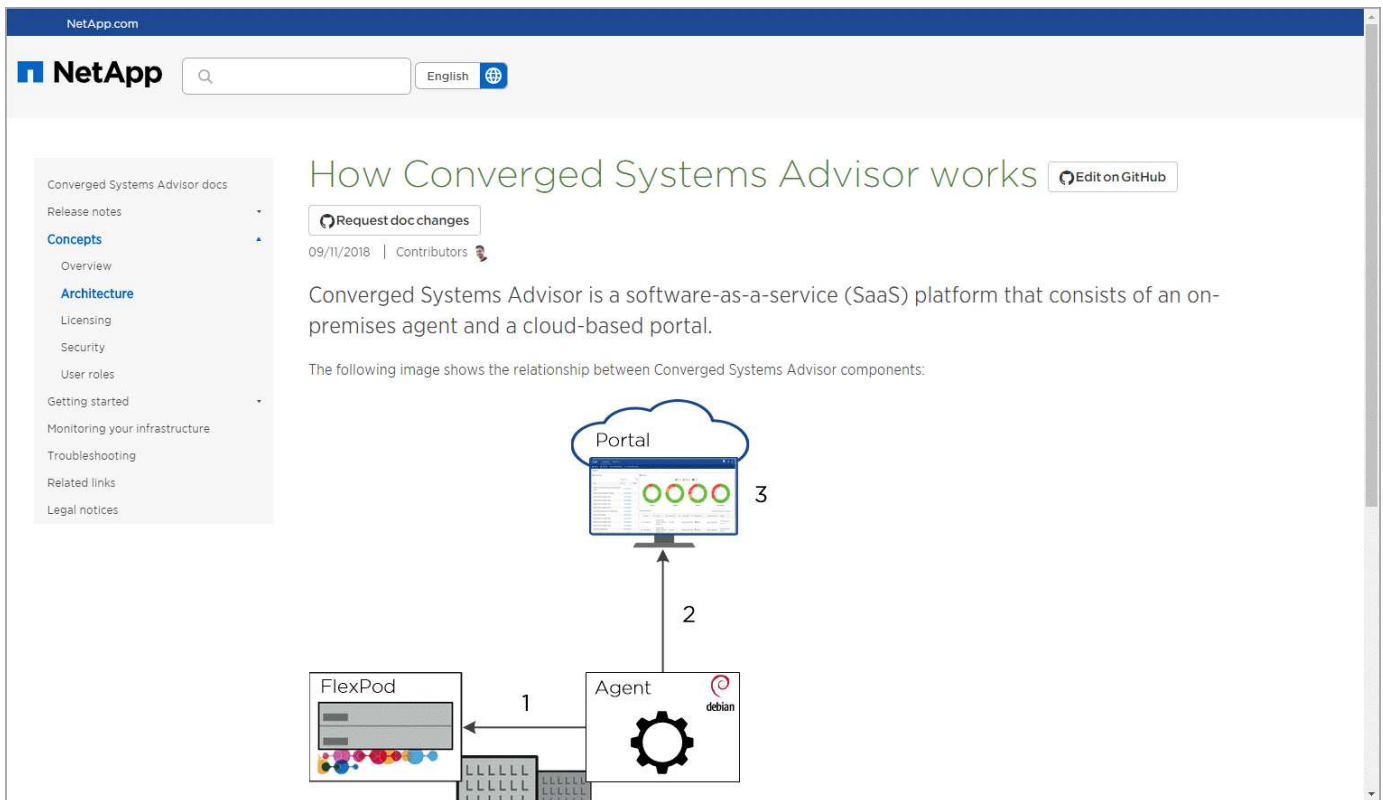 NetApp.com
NetApp
English
Converged Systems Advisor docs
Release notes
Concepts
Overview
Architecture
Licensing
Security
User roles
Getting started
Monitoring your infrastructure
Troubleshooting
Related links
Legal notices
How Converged Systems Advisor works
Edit on GitHub
Request doc changes
09/11/2018 | Contributors
Converged Systems Advisor is a software-as-a-service (SaaS) platform that consists of an on-
premises agent and a cloud-based portal.
The following image shows the relationship between Converged Systems Advisor components:
Portal
3
2
FlexPod
1
Agent
debian
LLLLLL
LLLLLL